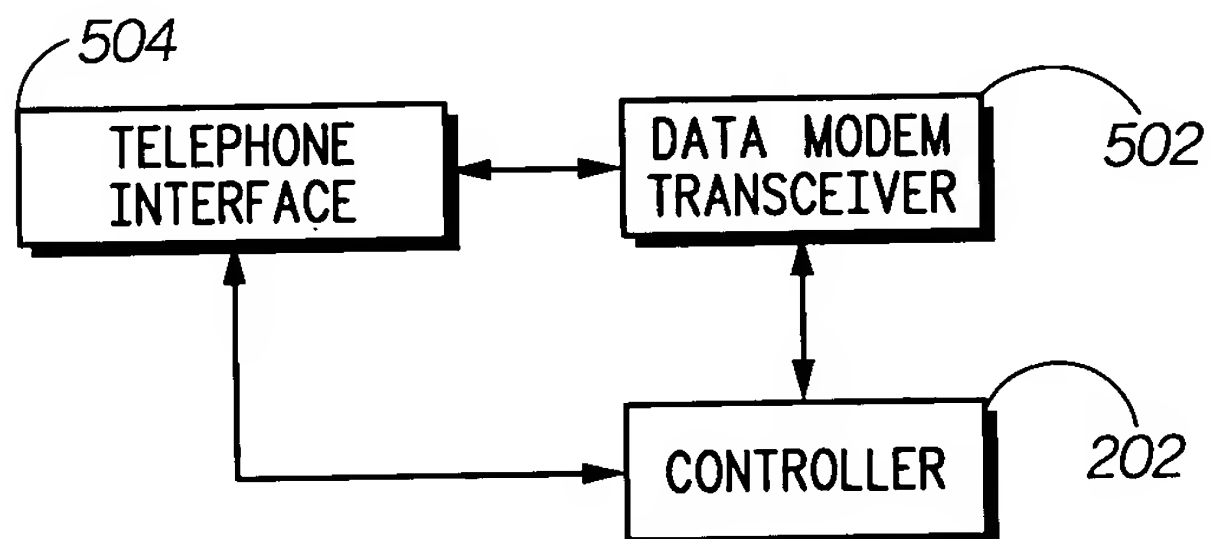 504
TELEPHONE
INTERFACE
DATA MODEM
TRANSCEIVER
502
CONTROLLER
202